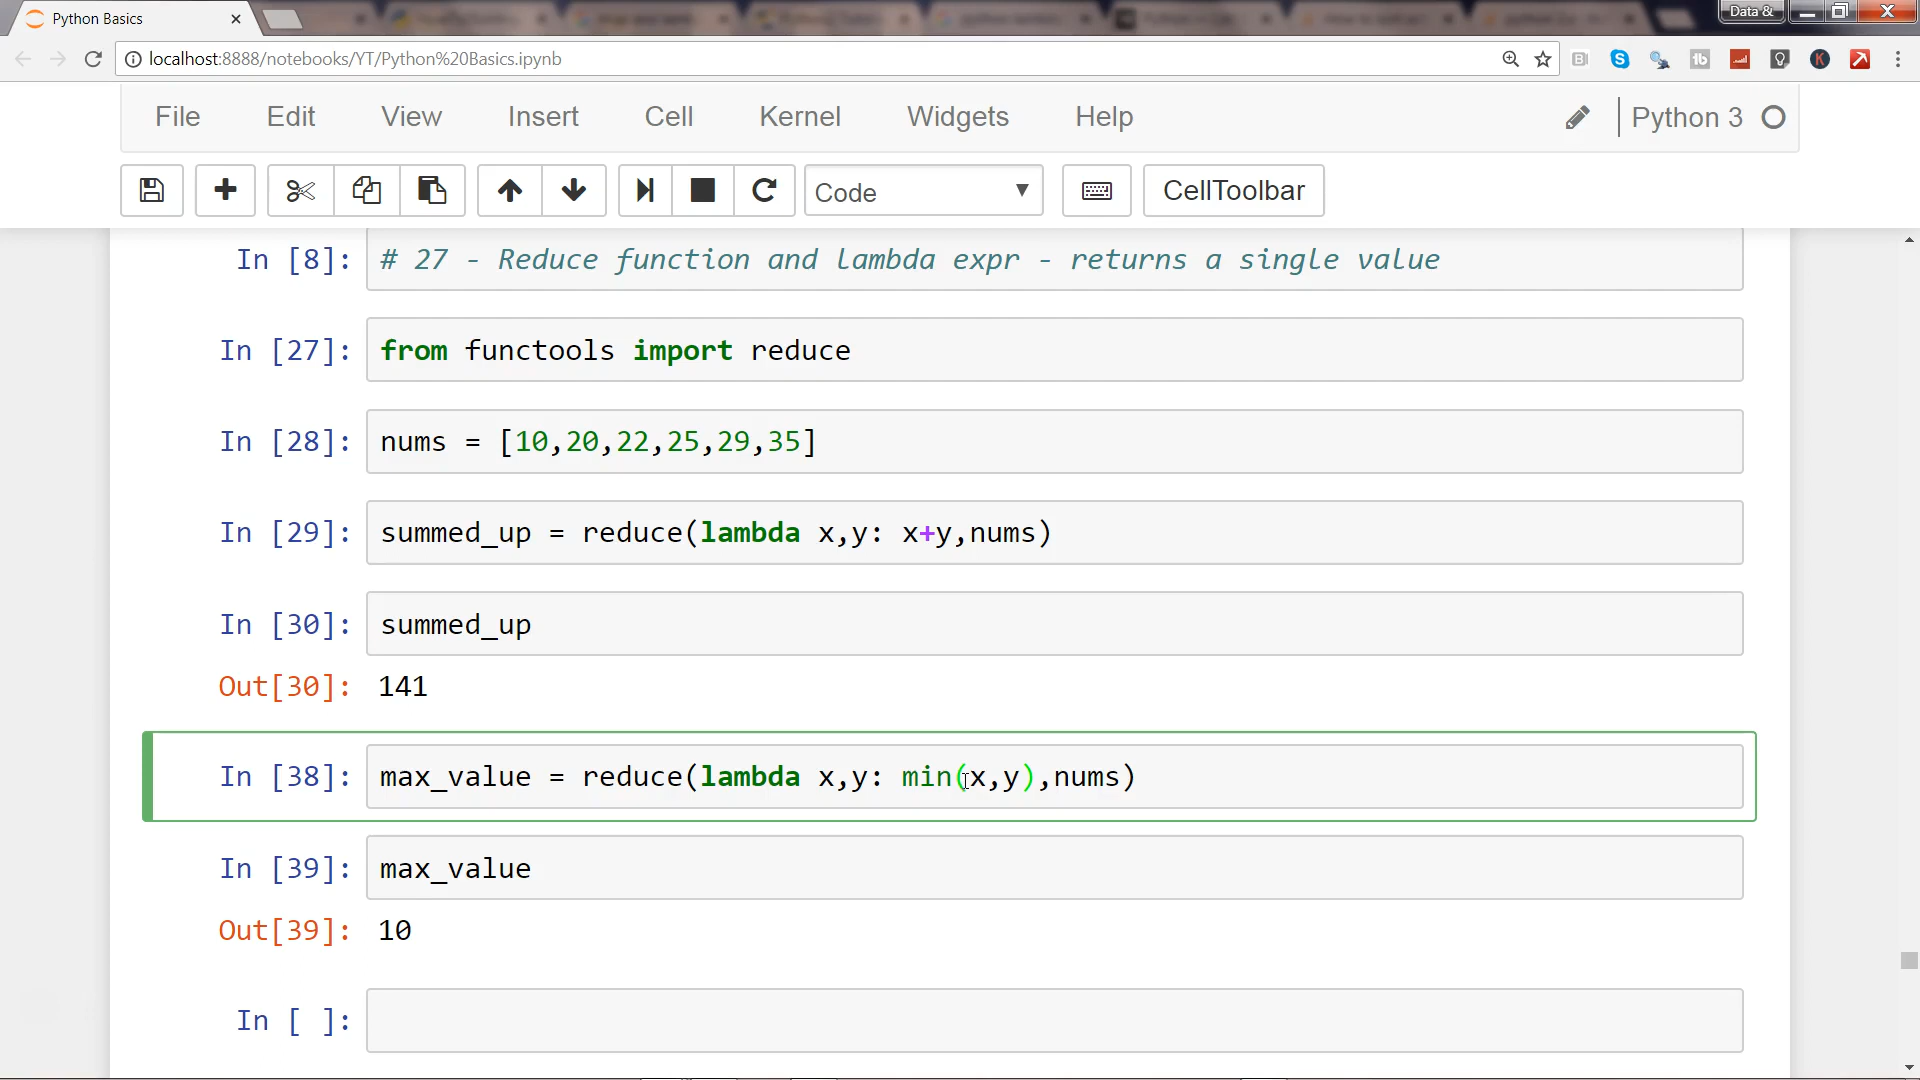 Python Basics
Data &
localhost:8888/notebooks/YT/Python%20Basics.ipynb
File Edit View Insert Cell Kernel Widgets Help Python 3
Code CellToolbar
In [8]: # 27 - Reduce function and lambda expr - returns a single value
In [27]: from functools import reduce
In [28]: nums = [10,20,22,25,29,35]
In [29]: summed_up = reduce(lambda x,y: x+y,nums)
In [30]: summed_up
Out[30]: 141
In [38]: max_value = reduce(lambda x,y: min(x,y),nums)
In [39]: max_value
Out[39]: 10
In [ ]: